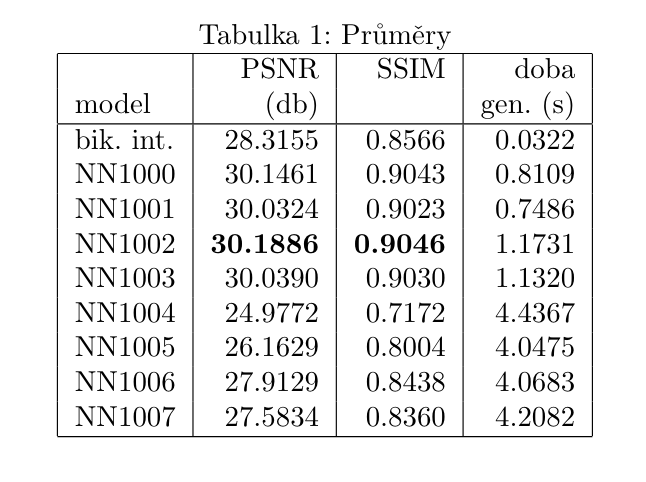 Tabulka 1: Průměry
PSNR SSIM doba
model (db) gen. (s)
bik. int. 28.3155 0.8566 0.0322
NN1000 30.1461 0.9043 0.8109
NN1001 30.0324 0.9023 0.7486
NN1002 30.1886 0.9046 1.1731
NN1003 30.0390 0.9030 1.1320
NN1004 24.9772 0.7172 4.4367
NN1005 26.1629 0.8004 4.0475
NN1006 27.9129 0.8438 4.0683
NN1007 27.5834 0.8360 4.2082